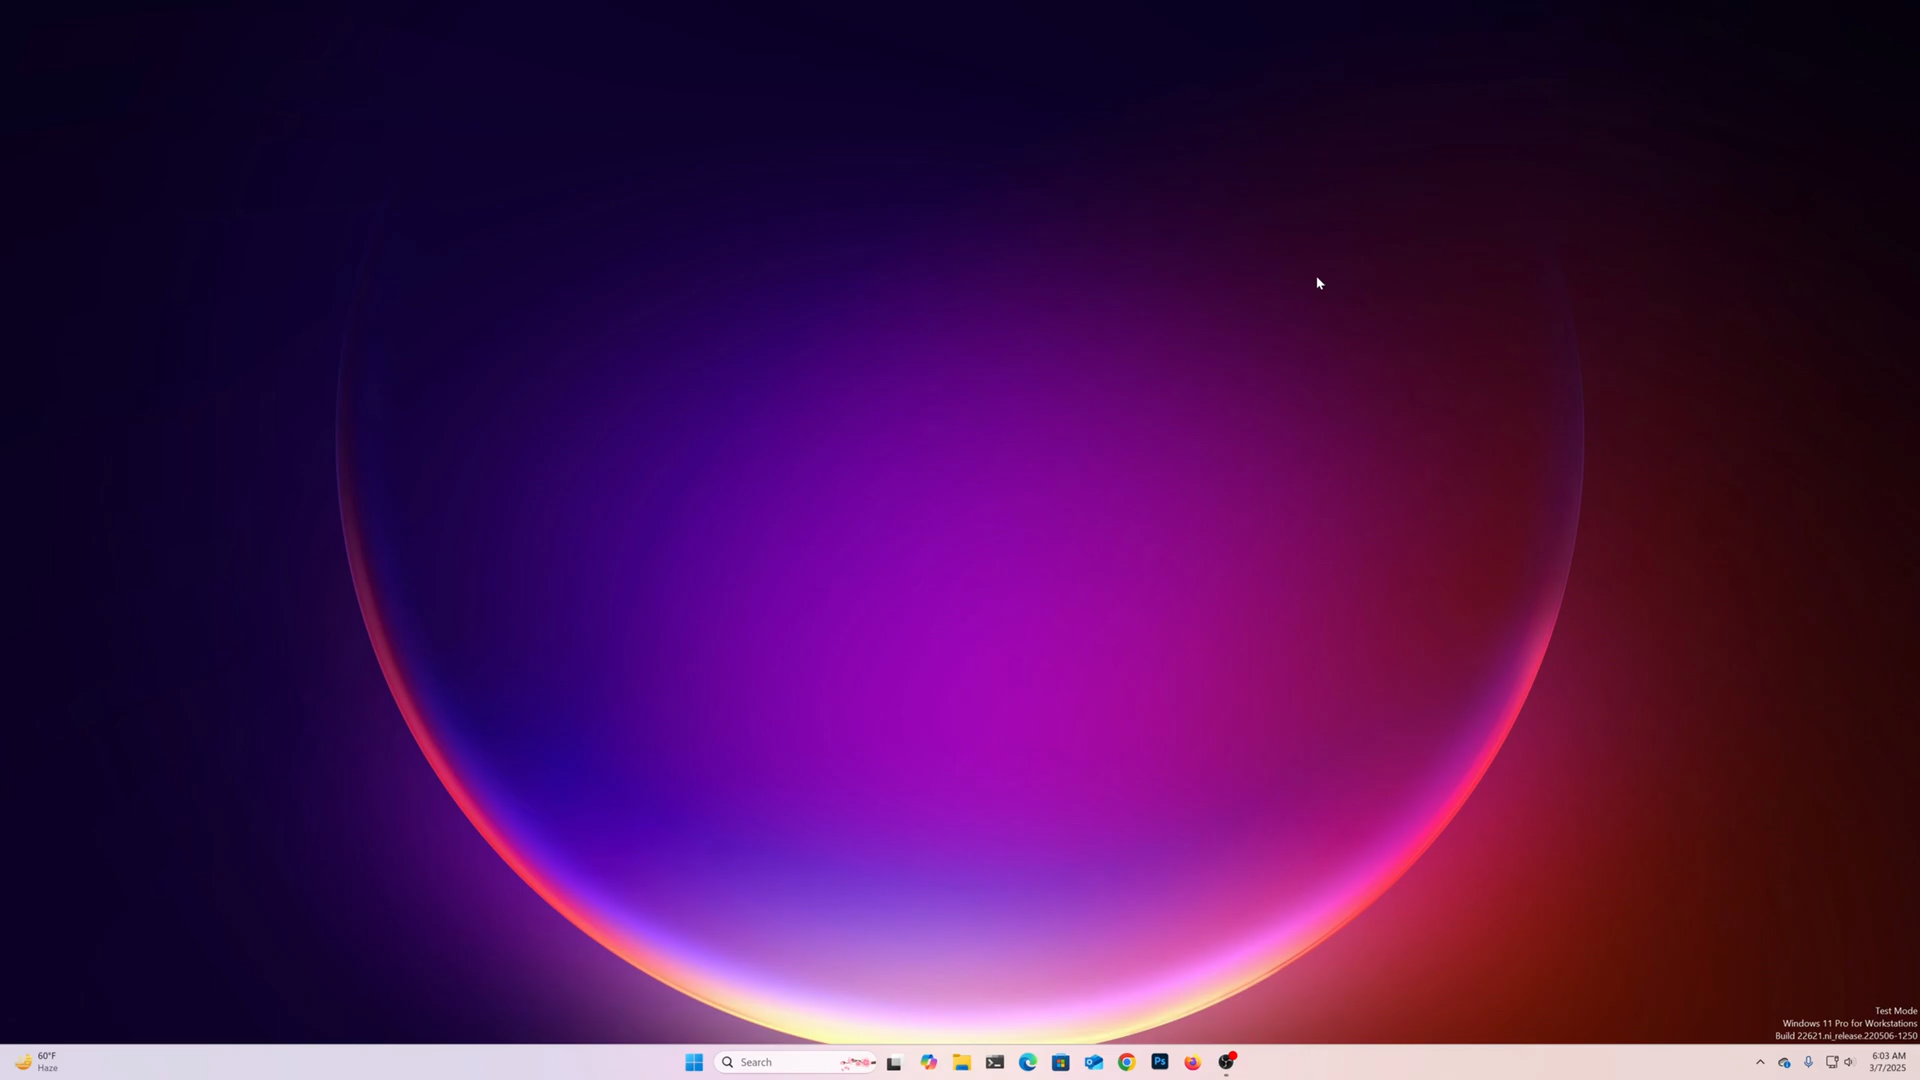 Test Mode
Windows 11 Pro for Workstations
Build 22621.ni_release.220506-1250
60°F
Haze
Search
Ps
6:03 AM
3/7/2025